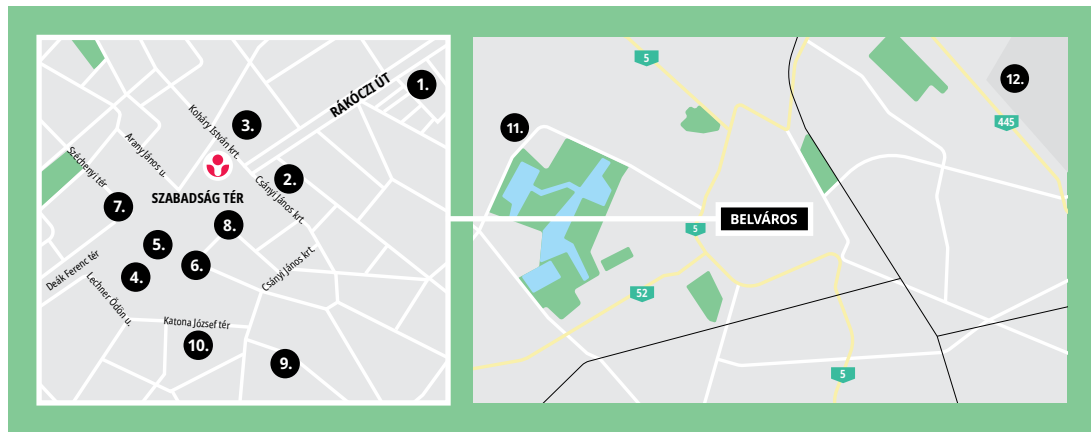 1.
RÁKÓCZI ÚT
Koháry István krt.
3.
Arany János u.
Széchenyi tér
2.
Csányi János krt.
SZABADSÁG TÉR
7.
8.
5.
6.
4.
Csányi János krt.
Deák Ferenc tér
Lechner Ödön u.
Katona József tér
10.
9.
5
12.
445
11.
BELVÁROS
5
52
5